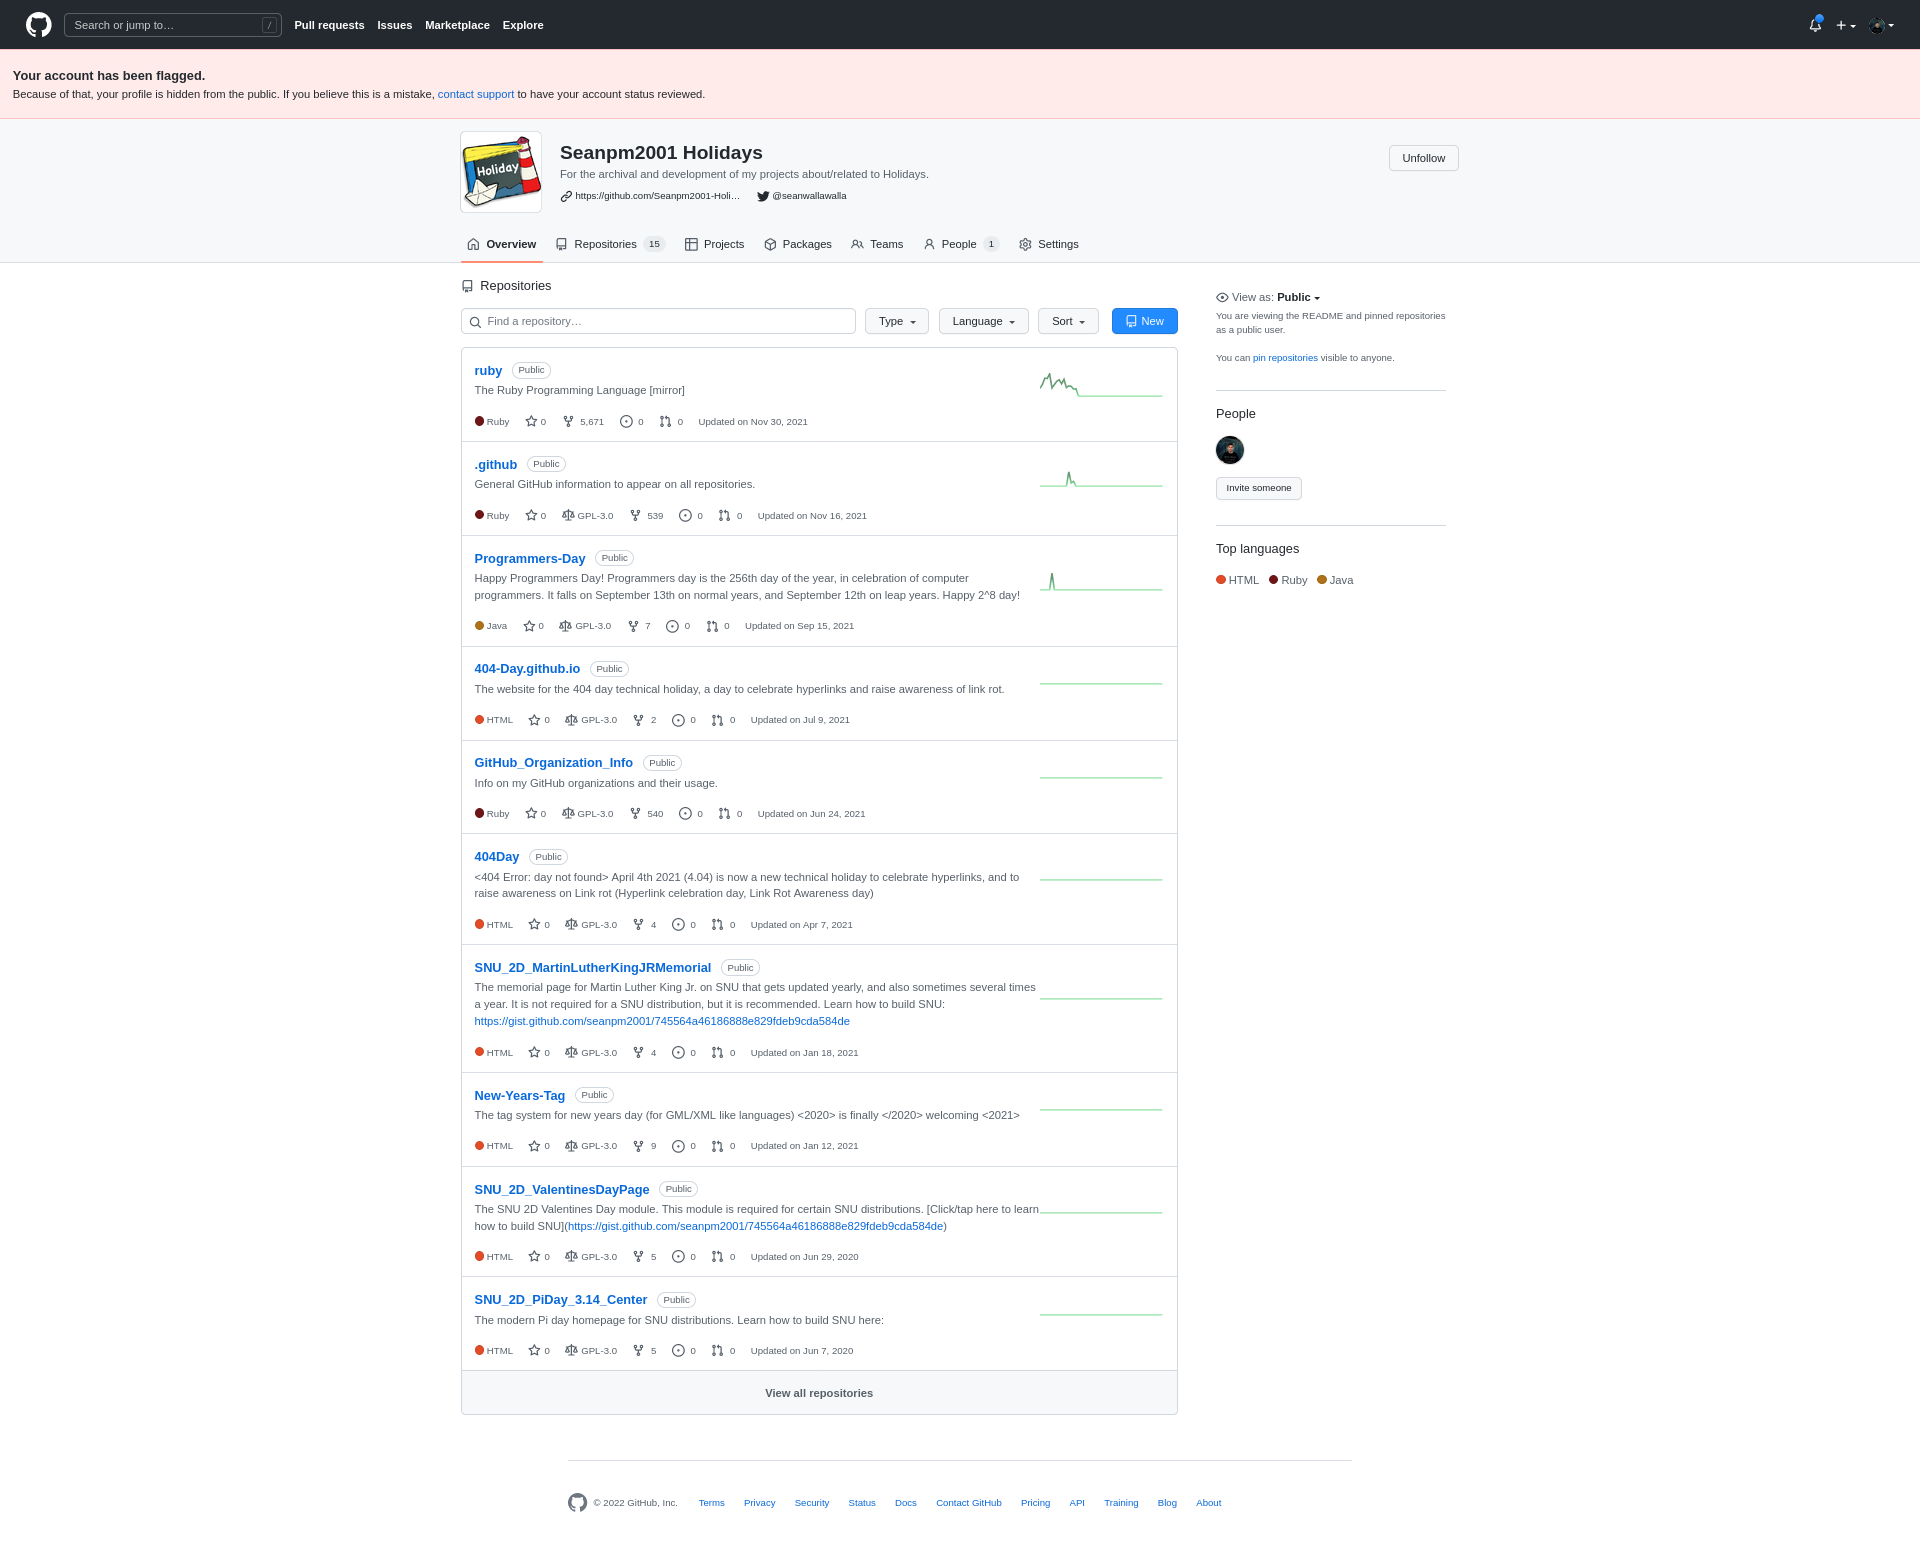 Search or jump to…
/
Pull requests Issues Marketplace Explore
Your account has been flagged.
Because of that, your profile is hidden from the public. If you believe this is a mistake, contact support to have your account status reviewed.
Holiday
Seanpm2001 Holidays
For the archival and development of my projects about/related to Holidays.
https://github.com/Seanpm2001-Holi… @seanwallawalla
Unfollow
Overview Repositories 15 Projects Packages Teams People 1 Settings
Repositories
Find a repository… Type Language Sort New
ruby Public
The Ruby Programming Language [mirror]
Ruby 0 5,671 0 0 Updated on Nov 30, 2021
.github Public
General GitHub information to appear on all repositories.
Ruby 0 GPL-3.0 539 0 0 Updated on Nov 16, 2021
Programmers-Day Public
Happy Programmers Day! Programmers day is the 256th day of the year, in celebration of computer
programmers. It falls on September 13th on normal years, and September 12th on leap years. Happy 2^8 day!
Java 0 GPL-3.0 7 0 0 Updated on Sep 15, 2021
404-Day.github.io Public
The website for the 404 day technical holiday, a day to celebrate hyperlinks and raise awareness of link rot.
HTML 0 GPL-3.0 2 0 0 Updated on Jul 9, 2021
GitHub_Organization_Info Public
Info on my GitHub organizations and their usage.
Ruby 0 GPL-3.0 540 0 0 Updated on Jun 24, 2021
404Day Public
<404 Error: day not found> April 4th 2021 (4.04) is now a new technical holiday to celebrate hyperlinks, and to
raise awareness on Link rot (Hyperlink celebration day, Link Rot Awareness day)
HTML 0 GPL-3.0 4 0 0 Updated on Apr 7, 2021
SNU_2D_MartinLutherKingJRMemorial Public
The memorial page for Martin Luther King Jr. on SNU that gets updated yearly, and also sometimes several times
a year. It is not required for a SNU distribution, but it is recommended. Learn how to build SNU:
https://gist.github.com/seanpm2001/745564a46186888e829fdeb9cda584de
HTML 0 GPL-3.0 4 0 0 Updated on Jan 18, 2021
New-Years-Tag Public
The tag system for new years day (for GML/XML like languages) <2020> is finally </2020> welcoming <2021>
HTML 0 GPL-3.0 9 0 0 Updated on Jan 12, 2021
SNU_2D_ValentinesDayPage Public
The SNU 2D Valentines Day module. This module is required for certain SNU distributions. [Click/tap here to learn
how to build SNU](https://gist.github.com/seanpm2001/745564a46186888e829fdeb9cda584de)
HTML 0 GPL-3.0 5 0 0 Updated on Jun 29, 2020
SNU_2D_PiDay_3.14_Center Public
The modern Pi day homepage for SNU distributions. Learn how to build SNU here:
HTML 0 GPL-3.0 5 0 0 Updated on Jun 7, 2020
View all repositories
View as: Public
You are viewing the README and pinned repositories
as a public user.
You can pin repositories visible to anyone.
People
Invite someone
Top languages
HTML Ruby Java
© 2022 GitHub, Inc. Terms Privacy Security Status Docs Contact GitHub Pricing API Training Blog About